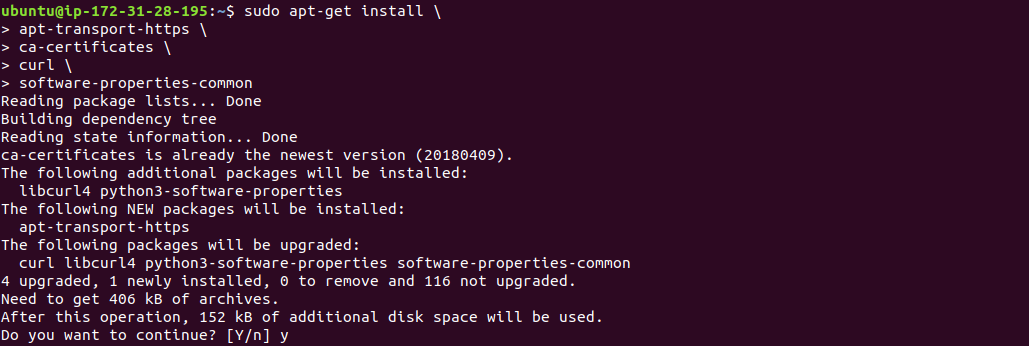 ubuntu@ip-172-31-28-195:~$ sudo apt-get install \
> apt-transport-https \
> ca-certificates \
> curl \
> software-properties-common
Reading package lists... Done
Building dependency tree
Reading state information... Done
ca-certificates is already the newest version (20180409).
The following additional packages will be installed:
  libcurl4 python3-software-properties
The following NEW packages will be installed:
  apt-transport-https
The following packages will be upgraded:
  curl libcurl4 python3-software-properties software-properties-common
4 upgraded, 1 newly installed, 0 to remove and 116 not upgraded.
Need to get 406 kB of archives.
After this operation, 152 kB of additional disk space will be used.
Do you want to continue? [Y/n] y